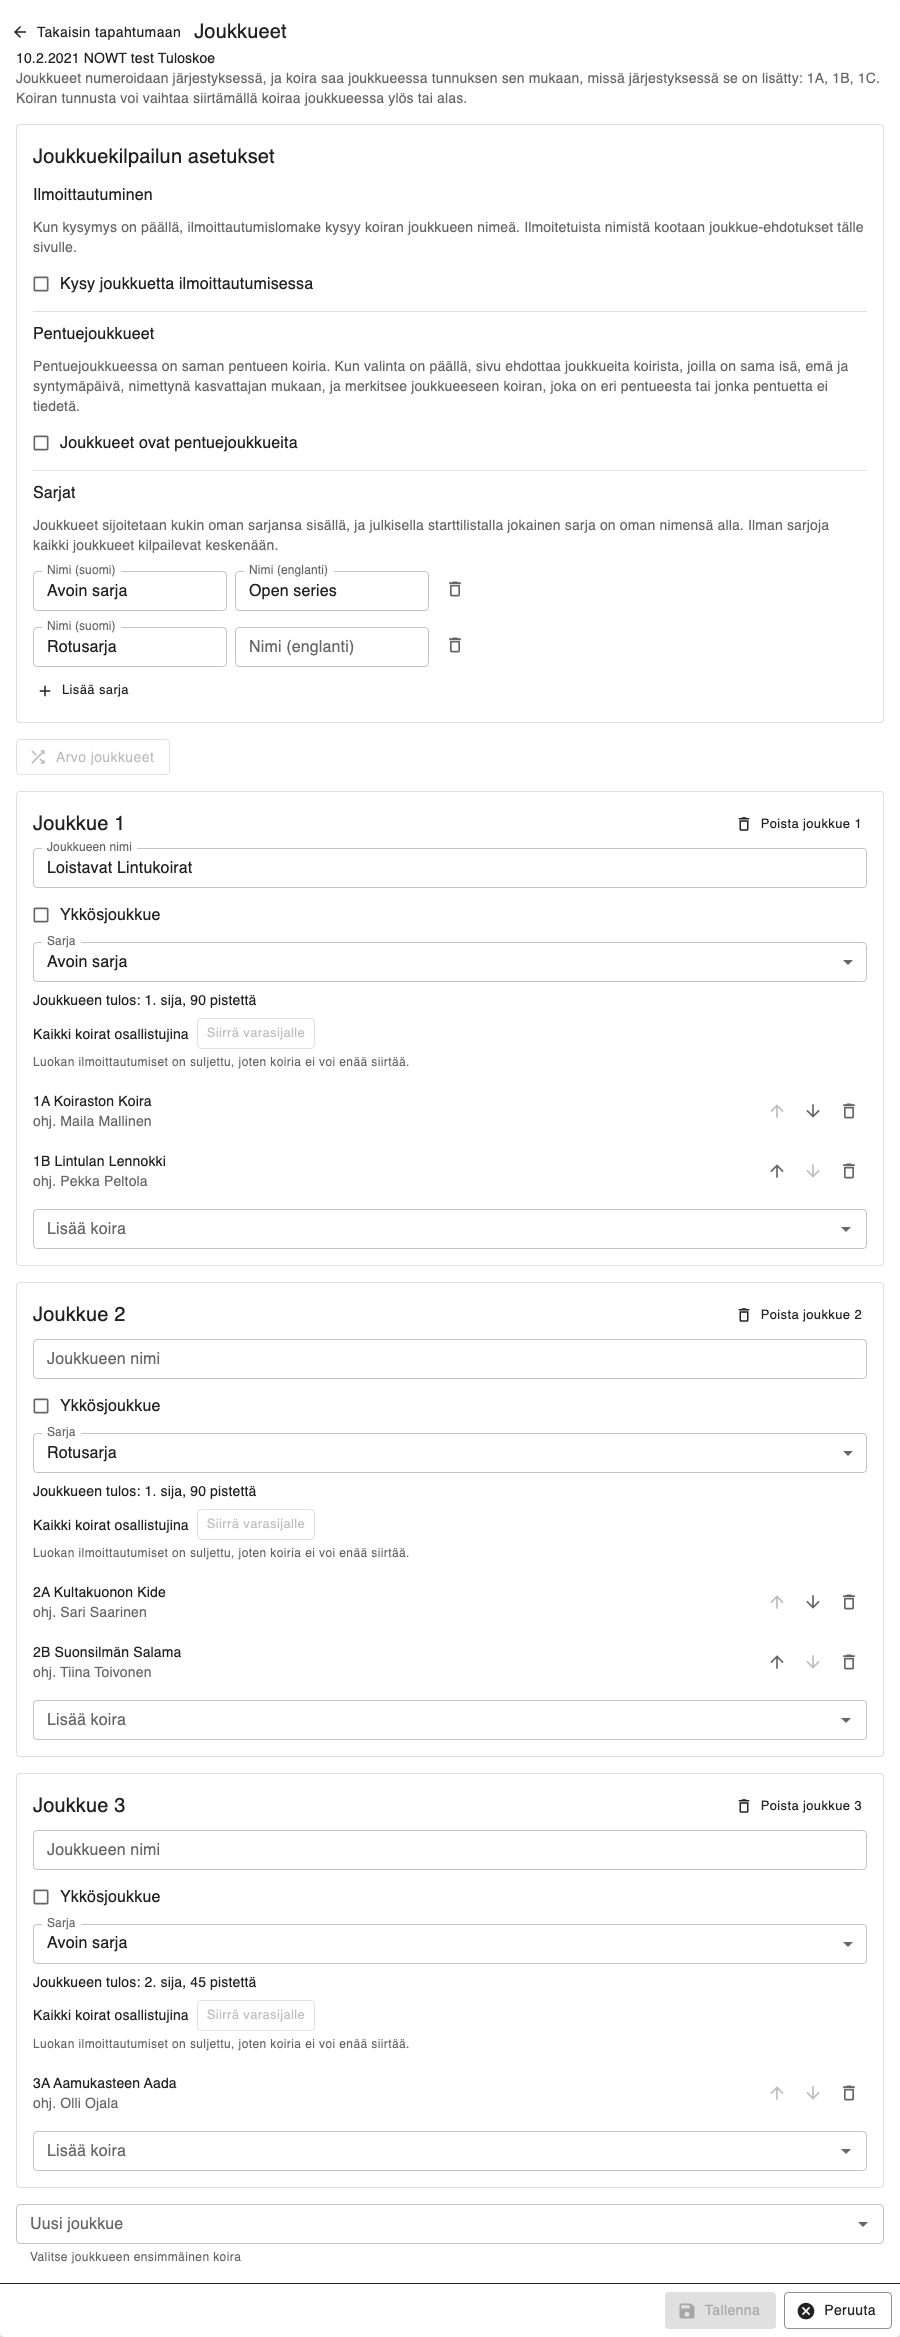 Takaisin tapahtumaan Joukkueet
10.2.2021 NOWT test Tuloskoe
Joukkueet numeroidaan järjestyksessä, ja koira saa joukkueessa tunnuksen sen mukaan, missä järjestyksessä se on lisätty: 1A, 1B, 1C.
Koiran tunnusta voi vaihtaa siirtämällä koiraa joukkueessa ylös tai alas.
Joukkuekilpailun asetukset
Ilmoittautuminen
Kun kysymys on päällä, ilmoittautumislomake kysyy koiran joukkueen nimeä. Ilmoitetuista nimistä kootaan joukkue-ehdotukset tälle
sivulle.
Kysy joukkuetta ilmoittautumisessa
Pentuejoukkueet
Pentuejoukkueessa on saman pentueen koiria. Kun valinta on päällä, sivu ehdottaa joukkueita koirista, joilla on sama isä, emä ja
syntymäpäivä, nimettynä kasvattajan mukaan, ja merkitsee joukkueeseen koiran, joka on eri pentueesta tai jonka pentuetta ei
tiedetä.
Joukkueet ovat pentuejoukkueita
Sarjat
Joukkueet sijoitetaan kukin oman sarjansa sisällä, ja julkisella starttilistalla jokainen sarja on oman nimensä alla. Ilman sarjoja
kaikki joukkueet kilpailevat keskenään.
Nimi (suomi) Nimi (englanti)
Avoin sarja Open series
Nimi (suomi)
Rotusarja Nimi (englanti)
Lisää sarja
Arvo joukkueet
Joukkue 1 Poista joukkue 1
Joukkueen nimi
Loistavat Lintukoirat
Ykkösjoukkue
Sarja
Avoin sarja
Joukkueen tulos: 1. sija, 90 pistettä
Kaikki koirat osallistujina Siirrä varasijalle
Luokan ilmoittautumiset on suljettu, joten koiria ei voi enää siirtää.
1A Koiraston Koira
ohj. Maila Mallinen
1B Lintulan Lennokki
ohj. Pekka Peltola
Lisää koira
Joukkue 2 Poista joukkue 2
Joukkueen nimi
Ykkösjoukkue
Sarja
Rotusarja
Joukkueen tulos: 1. sija, 90 pistettä
Kaikki koirat osallistujina Siirrä varasijalle
Luokan ilmoittautumiset on suljettu, joten koiria ei voi enää siirtää.
2A Kultakuonon Kide
ohj. Sari Saarinen
2B Suonsilmän Salama
ohj. Tiina Toivonen
Lisää koira
Joukkue 3 Poista joukkue 3
Joukkueen nimi
Ykkösjoukkue
Sarja
Avoin sarja
Joukkueen tulos: 2. sija, 45 pistettä
Kaikki koirat osallistujina Siirrä varasijalle
Luokan ilmoittautumiset on suljettu, joten koiria ei voi enää siirtää.
3A Aamukasteen Aada
ohj. Olli Ojala
Lisää koira
Uusi joukkue
Valitse joukkueen ensimmäinen koira
Tallenna Peruuta